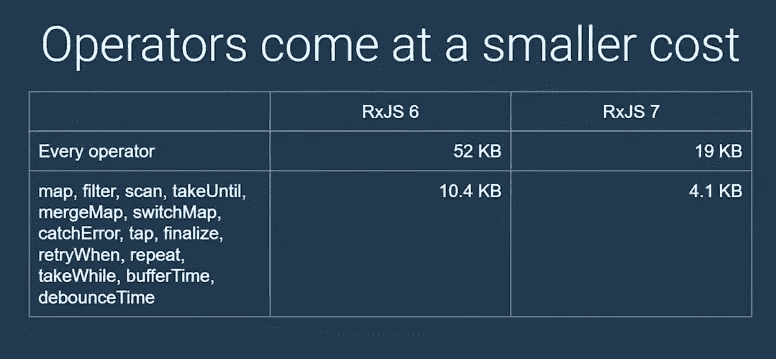 Operators come at a smaller cost
RxJS 6 RxJS 7
Every operator 52 KB 19 KB
map, filter, scan, takeUntil, 10.4 KB 4.1 KB
mergeMap, switchMap,
catchError, tap, finalize,
retryWhen, repeat,
takeWhile, bufferTime,
debounceTime